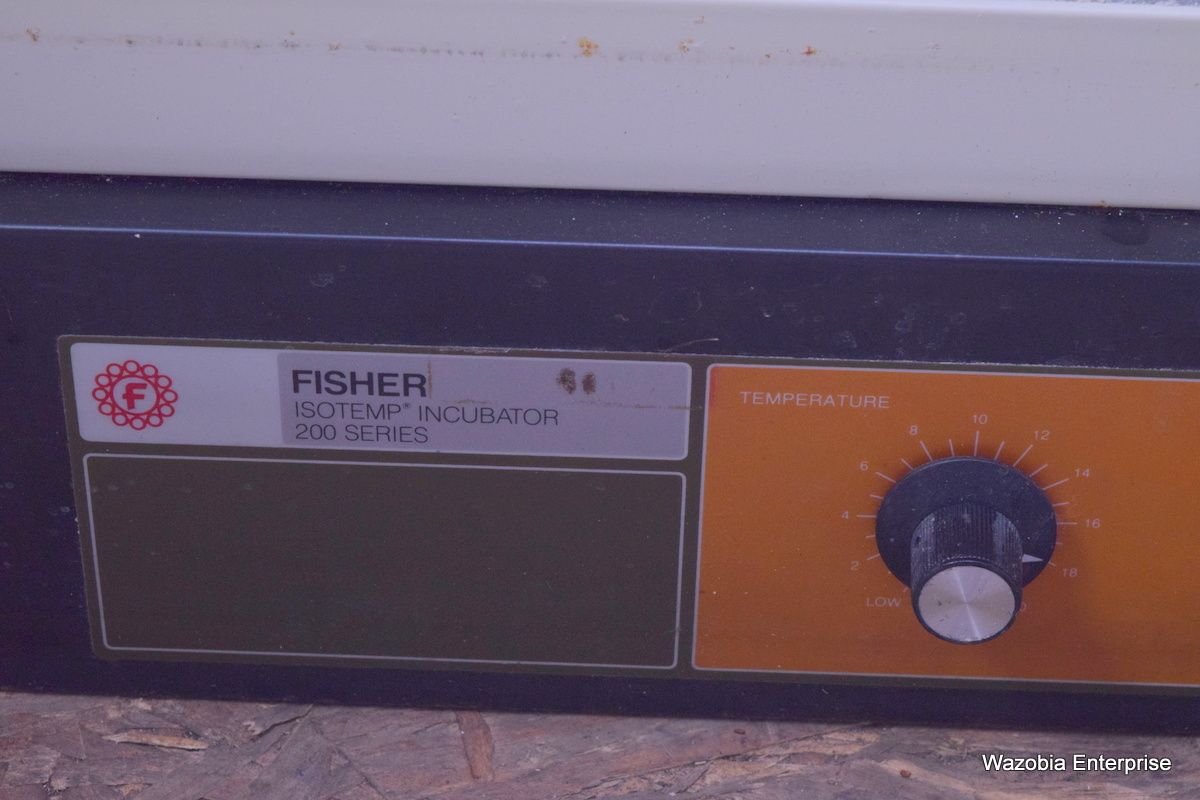 F
FISHER
ISOTEMP® INCUBATOR
200 SERIES
TEMPERATURE
LOW
2
4
6
8
10
12
14
16
18
Wazobia Enterprise